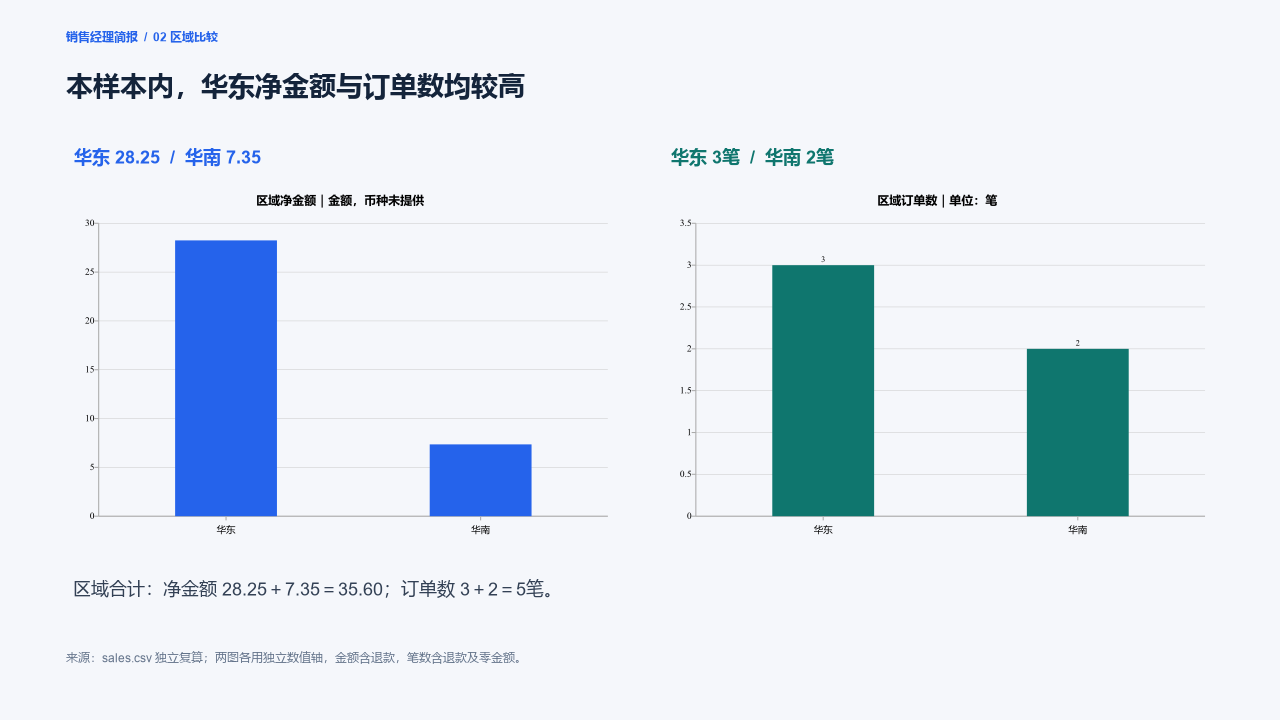 销售经理简报 / 02 区域比较
本样本内，华东净金额与订单数均较高
华东 28.25 / 华南 7.35
区域净金额｜金额，币种未提供
30
25
20
15
10
5
0
华东 华南
华东 3笔 / 华南 2笔
区域订单数｜单位：笔
3.5
3
2.5
2
1.5
1
0.5
0
3
2
华东 华南
区域合计：净金额 28.25＋7.35＝35.60；订单数 3＋2＝5笔。
来源：sales.csv 独立复算；两图各用独立数值轴，金额含退款，笔数含退款及零金额。